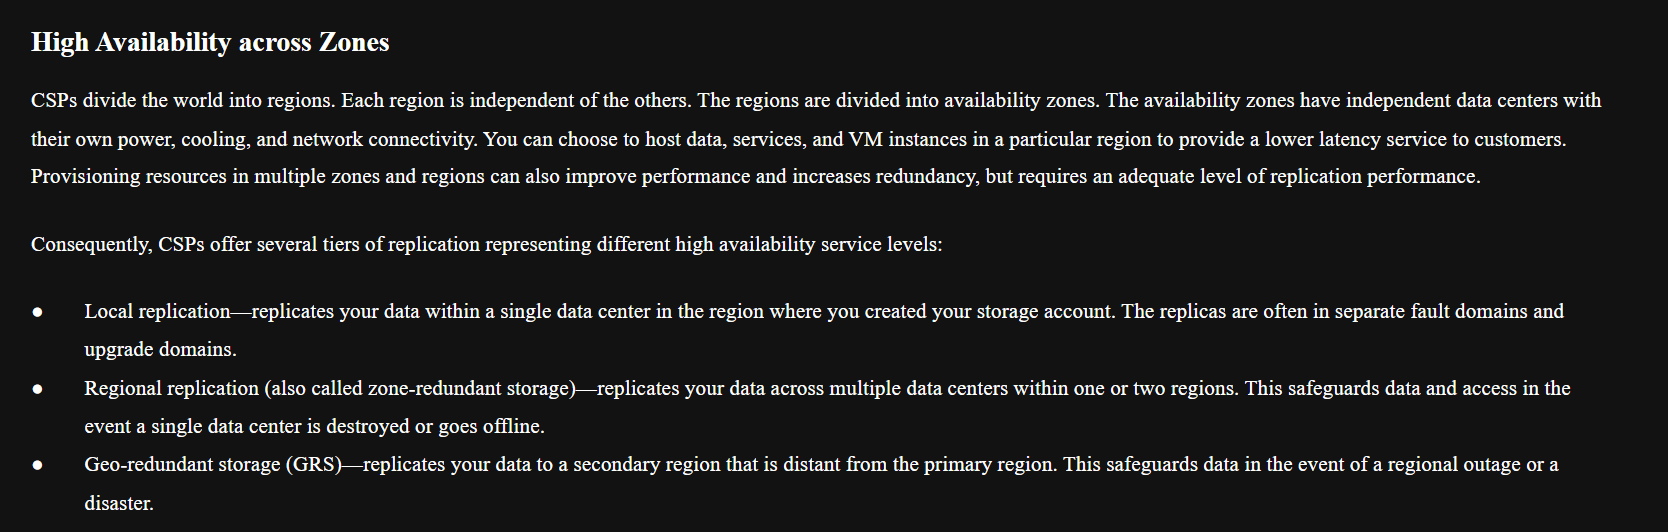 High Availability across Zones
CSPs divide the world into regions. Each region is independent of the others. The regions are divided into availability zones. The availability zones have independent data centers with
their own power, cooling, and network connectivity. You can choose to host data, services, and VM instances in a particular region to provide a lower latency service to customers.
Provisioning resources in multiple zones and regions can also improve performance and increases redundancy, but requires an adequate level of replication performance.
Consequently, CSPs offer several tiers of replication representing different high availability service levels:
● Local replication—replicates your data within a single data center in the region where you created your storage account. The replicas are often in separate fault domains and
upgrade domains.
● Regional replication (also called zone-redundant storage)—replicates your data across multiple data centers within one or two regions. This safeguards data and access in the
event a single data center is destroyed or goes offline.
● Geo-redundant storage (GRS)—replicates your data to a secondary region that is distant from the primary region. This safeguards data in the event of a regional outage or a
disaster.